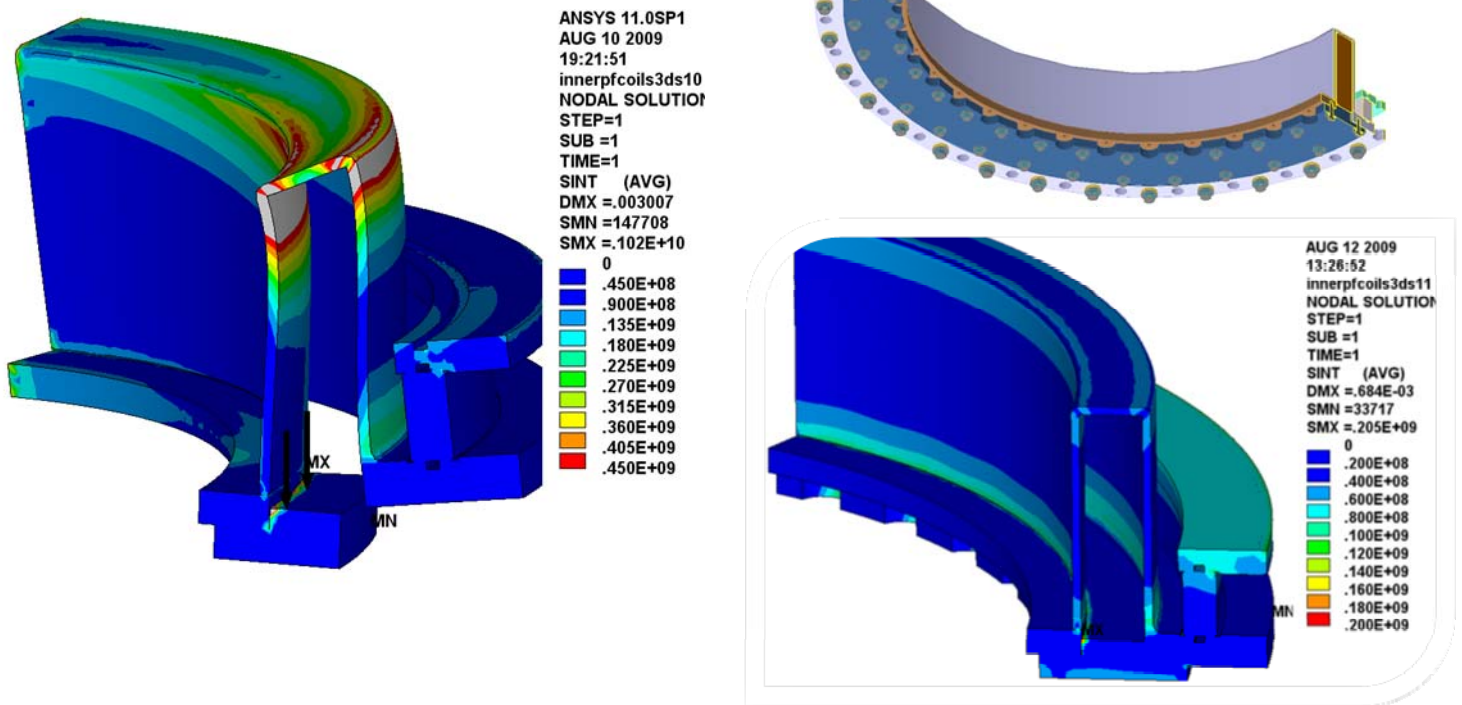 ANSYS 11.0SP1
AUG 10 2009
19:21:51
innerpfcoils3ds10
NODAL SOLUTION
STEP=1
SUB =1
TIME=1
SINT (AVG)
DMX =.003007
SMN =147708
SMX =.102E+10
0
.450E+08
.900E+08
.135E+09
.180E+09
.225E+09
.270E+09
.315E+09
.360E+09
.405E+09
.450E+09
MX
MN
AUG 12 2009
13:26:52
innerpfcoils3ds11
NODAL SOLUTION
STEP=1
SUB =1
TIME=1
SINT (AVG)
DMX =.684E-03
SMN =33717
SMX =.205E+09
0
.200E+08
.400E+08
.600E+08
.800E+08
.100E+09
.120E+09
.140E+09
.160E+09
.180E+09
.200E+09
MN
MX